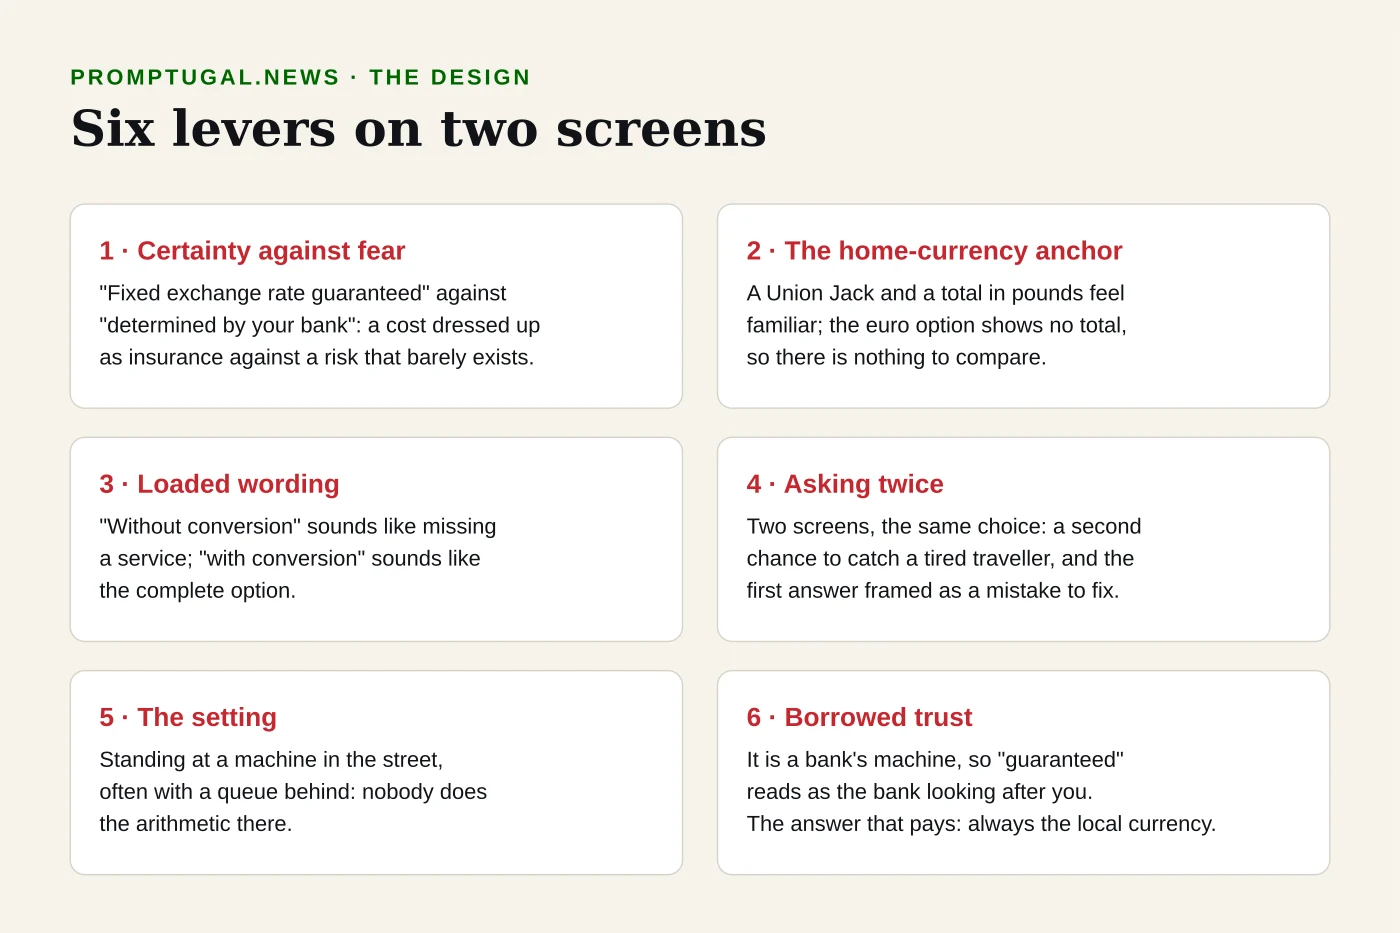 PROMPTUGAL.NEWS · THE DESIGN
Six levers on two screens
1 · Certainty against fear
"Fixed exchange rate guaranteed" against
"determined by your bank": a cost dressed up
as insurance against a risk that barely exists.
2 · The home-currency anchor
A Union Jack and a total in pounds feel
familiar; the euro option shows no total,
so there is nothing to compare.
3 · Loaded wording
"Without conversion" sounds like missing
a service; "with conversion" sounds like
the complete option.
4 · Asking twice
Two screens, the same choice: a second
chance to catch a tired traveller, and the
first answer framed as a mistake to fix.
5 · The setting
Standing at a machine in the street,
often with a queue behind: nobody does
the arithmetic there.
6 · Borrowed trust
It is a bank's machine, so "guaranteed"
reads as the bank looking after you.
The answer that pays: always the local currency.